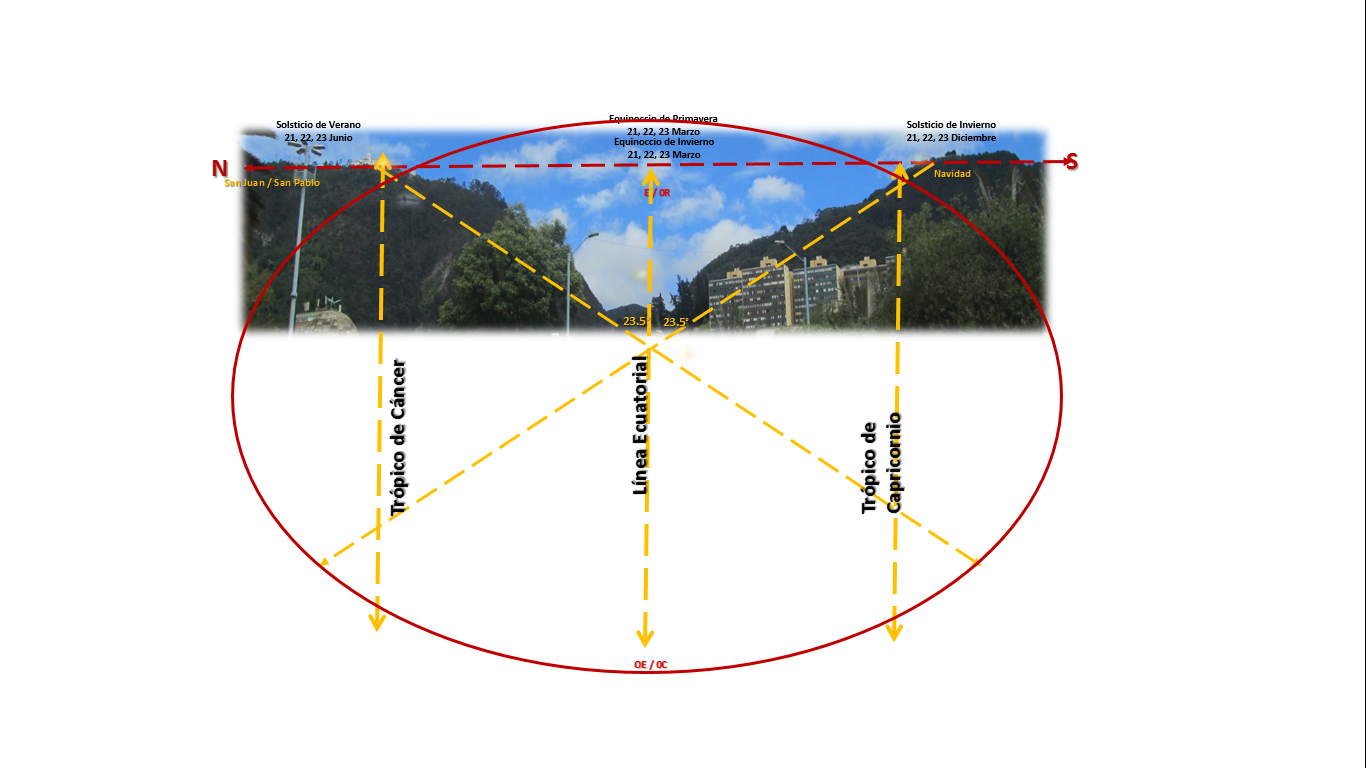 Solsticio de Verano
21, 22, 23 Junio
Equinoccio de Primavera
21, 22, 23 Marzo
Equinoccio de Invierno
21, 22, 23 Marzo
Solsticio de Invierno
21, 22, 23 Diciembre
N
S
San Juan / San Pablo
Navidad
E / 0R
23.5°
23.5°
Trópico de Cáncer
Línea Ecuatorial
Trópico de
Capricornio
OE / 0C